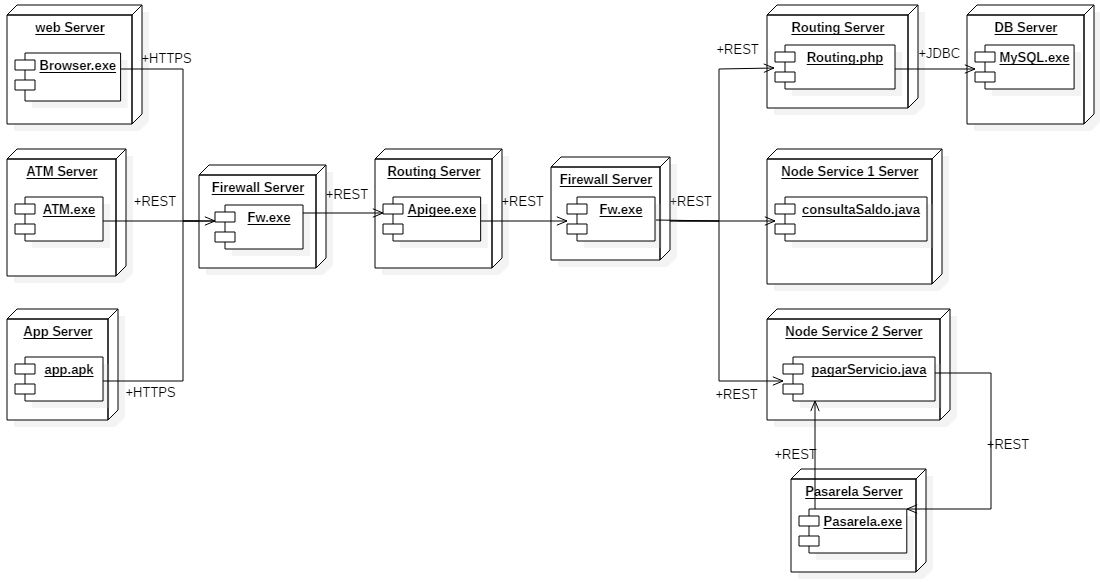 web Server
Browser.exe
+HTTPS
ATM Server
ATM.exe
+REST
App Server
app.apk
+HTTPS
Firewall Server
Fw.exe
+REST
Routing Server
Apigee.exe
+REST
Firewall Server
Fw.exe
+REST
+REST
Routing Server
Routing.php
+JDBC
DB Server
MySQL.exe
Node Service 1 Server
consultaSaldo.java
Node Service 2 Server
pagarServicio.java
+REST
+REST
+REST
Pasarela Server
Pasarela.exe